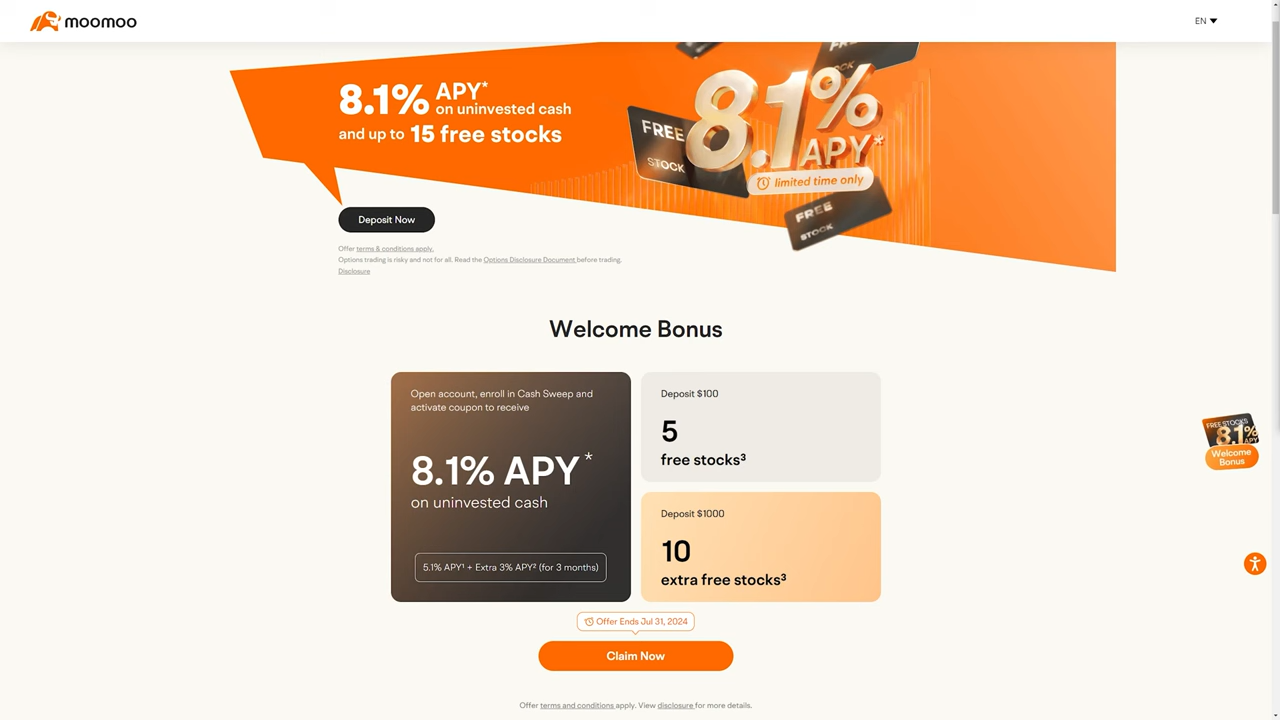 moomoo
EN
8.1% APY*
on uninvested cash
and up to 15 free stocks
FREE
STOCK
FREE
STOCK
8.1%
APY*
limited time only
FREE
STOCK
Deposit Now
Offer terms & conditions apply.
Options trading is risky and not for all. Read the Options Disclosure Document before trading.
Disclosure
Welcome Bonus
Open account, enroll in Cash Sweep and
activate coupon to receive
8.1% APY*
on uninvested cash
5.1% APY¹ + Extra 3% APY² (for 3 months)
Deposit $100
5
free stocks³
Deposit $1000
10
extra free stocks³
FREE STOCKS
8.1%
APY
Welcome
Bonus
Offer Ends Jul 31, 2024
Claim Now
Offer terms and conditions apply. View disclosure for more details.